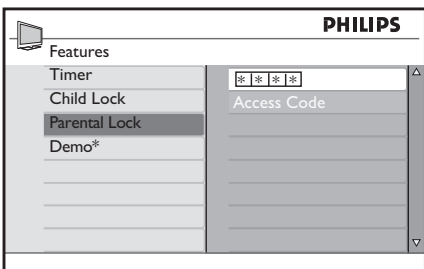 PHILIPS
Features
Timer
* * * *
Child Lock
Access Code
Parental Lock
Demo*